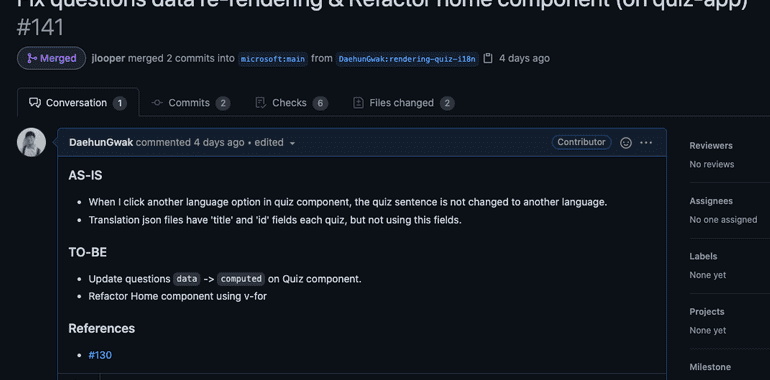 Fix questions data re-rendering & Refactor home component (on quiz-app)
#141
Merged jlooper merged 2 commits into microsoft:main from DaehunGwak:rendering-quiz-i18n 4 days ago
Conversation 1 Commits 2 Checks 6 Files changed 2
DaehunGwak commented 4 days ago • edited Contributor
Reviewers
No reviews
AS-IS
• When I click another language option in quiz component, the quiz sentence is not changed to another language.
• Translation json files have 'title' and 'id' fields each quiz, but not using this fields.
Assignees
No one assigned
TO-BE
• Update questions data -> computed on Quiz component.
• Refactor Home component using v-for
Labels
None yet
References
• #130
Projects
None yet
Milestone